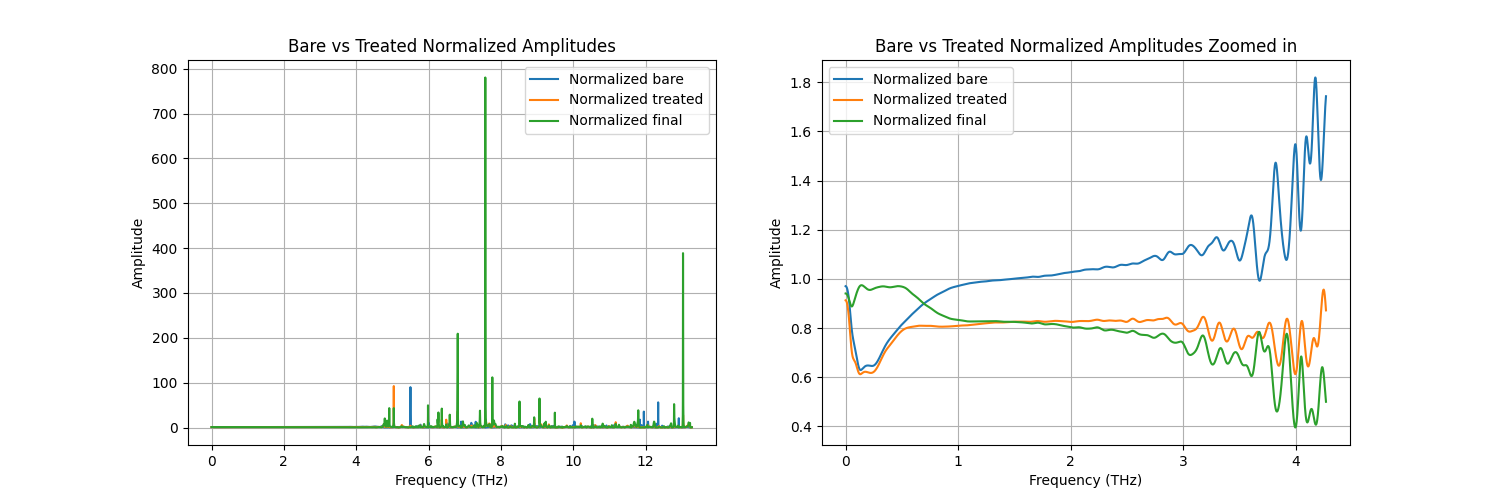 Bare vs Treated Normalized Amplitudes
Normalized bare
Normalized treated
Normalized final
800
700
600
500
400
300
200
100
0
Amplitude
0 2 4 6 8 10 12
Frequency (THz)
Bare vs Treated Normalized Amplitudes Zoomed in
Normalized bare
Normalized treated
Normalized final
1.8
1.6
1.4
1.2
1.0
0.8
0.6
0.4
Amplitude
0 1 2 3 4
Frequency (THz)